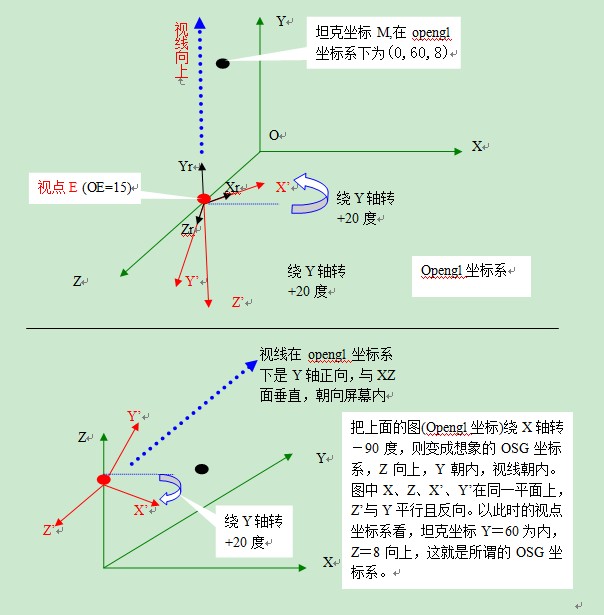 视线向上
Y
坦克坐标 M,在 opengl
坐标系下为(0, 60, 8)
O
X
Yr
Xr
X’
视点 E (OE=15)
绕 Y 轴转
+20 度
Zr
Z
Y’
Z’
绕 Y 轴转
+20 度
Opengl 坐标系
视线在 opengl 坐标系
下是 Y 轴正向，与 XZ
面垂直，朝向屏幕内
Y’
Z
Y
X’
Z’
绕 Y 轴转
+20 度
X
把上面的图(Opengl 坐标)绕 X 轴转
－90 度，则变成想象的 OSG 坐标
系，Z 向上，Y 朝内，视线朝内。
图中 X、Z、X’、Y’在同一平面上，
Z’与 Y 平行且反向。以此时的视点
坐标系看，坦克坐标 Y＝60 为内，
Z＝8 向上，这就是所谓的 OSG 坐
标系。